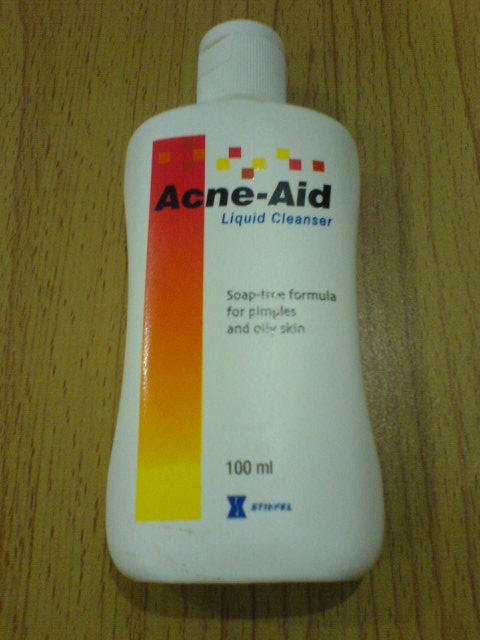 Acne-Aid
Liquid Cleanser
Soap-free formula
for pimples
and oily skin
100 ml
STIEFEL